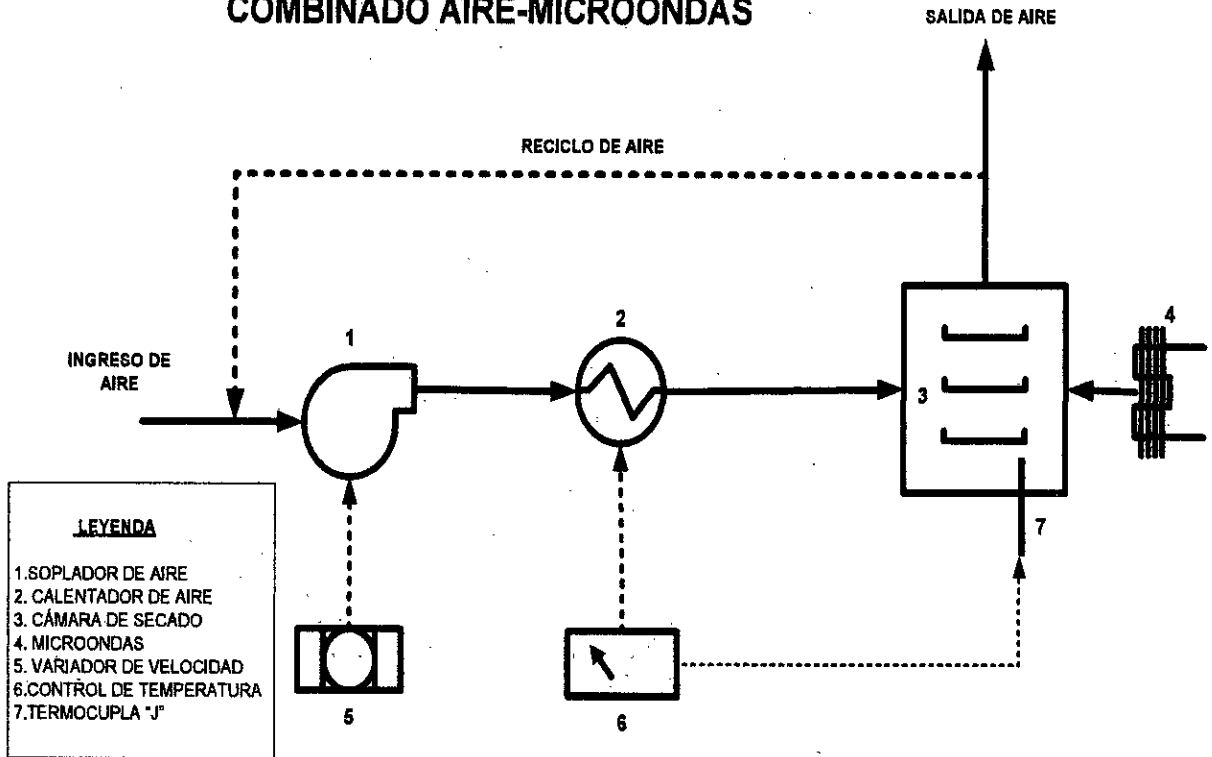 COMBINADO AIRE-MICROONDAS
SALIDA DE AIRE
RECICLO DE AIRE
INGRESO DE
AIRE
1
2
3
4
7
LEYENDA
1.SOPLADOR DE AIRE
2. CALENTADOR DE AIRE
3. CÁMARA DE SECADO
4. MICROONDAS
5. VARIADOR DE VELOCIDAD
6.CONTROL DE TEMPERATURA
7.TERMOCUPLA "J"
5
6